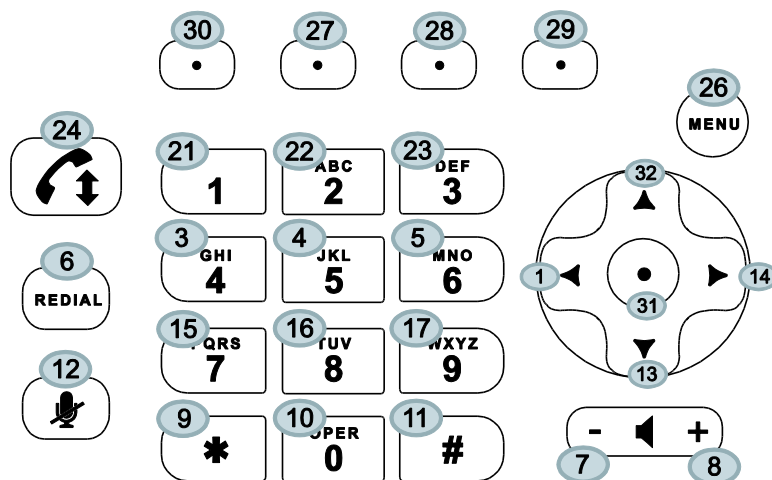 30 27 28 29
26
MENU
24
21 22 23
ABC DEF
1 2 3
32
3 4 5
GHI JKL MNO
4 5 6
6
REDIAL
1 14
31
15 16 17
QRS TUV WXYZ
7 8 9
12
13
9 10 11
OPER
* 0 #
- +
7 8